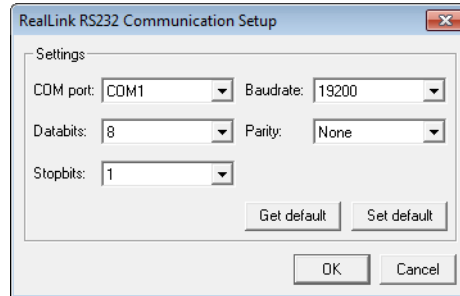 RealLink RS232 Communication Setup
Settings
COM port: COM1 Baudrate: 19200
Databits: 8 Parity: None
Stopbits: 1
Get default Set default
OK Cancel